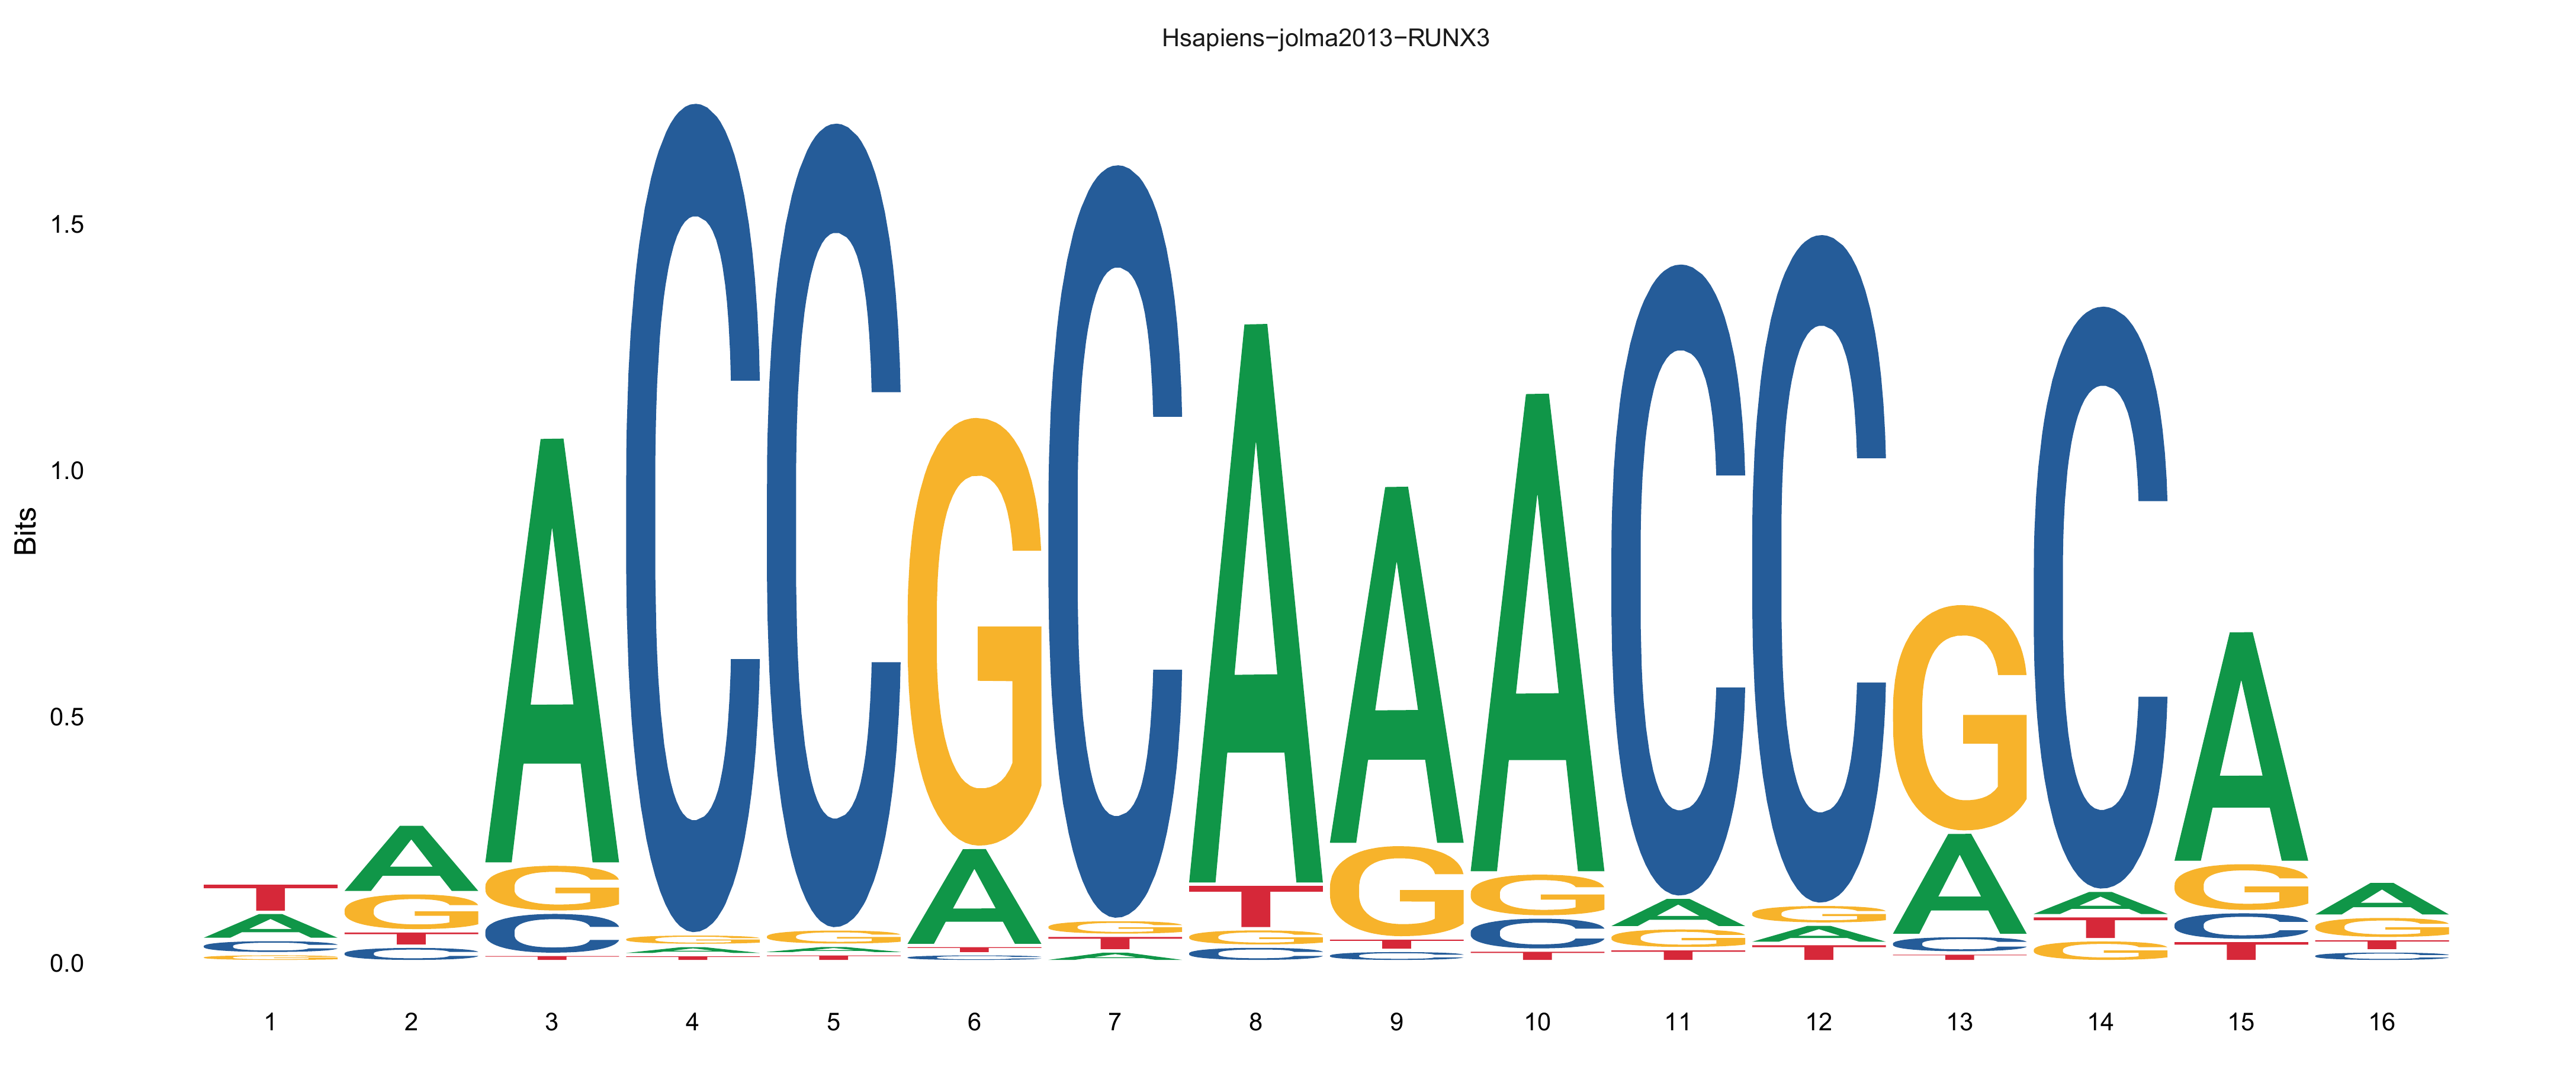 Hsapiens−jolma2013−RUNX3
Bits
1.5
1.0
0.5
0.0
T A A C C G C A A A C C G C A A
A G G G G A G T G G A G A A G G
C T C A A T T G T C G A C T C T
G C T T T C A C C T T T T G T C
1 2 3 4 5 6 7 8 9 10 11 12 13 14 15 16